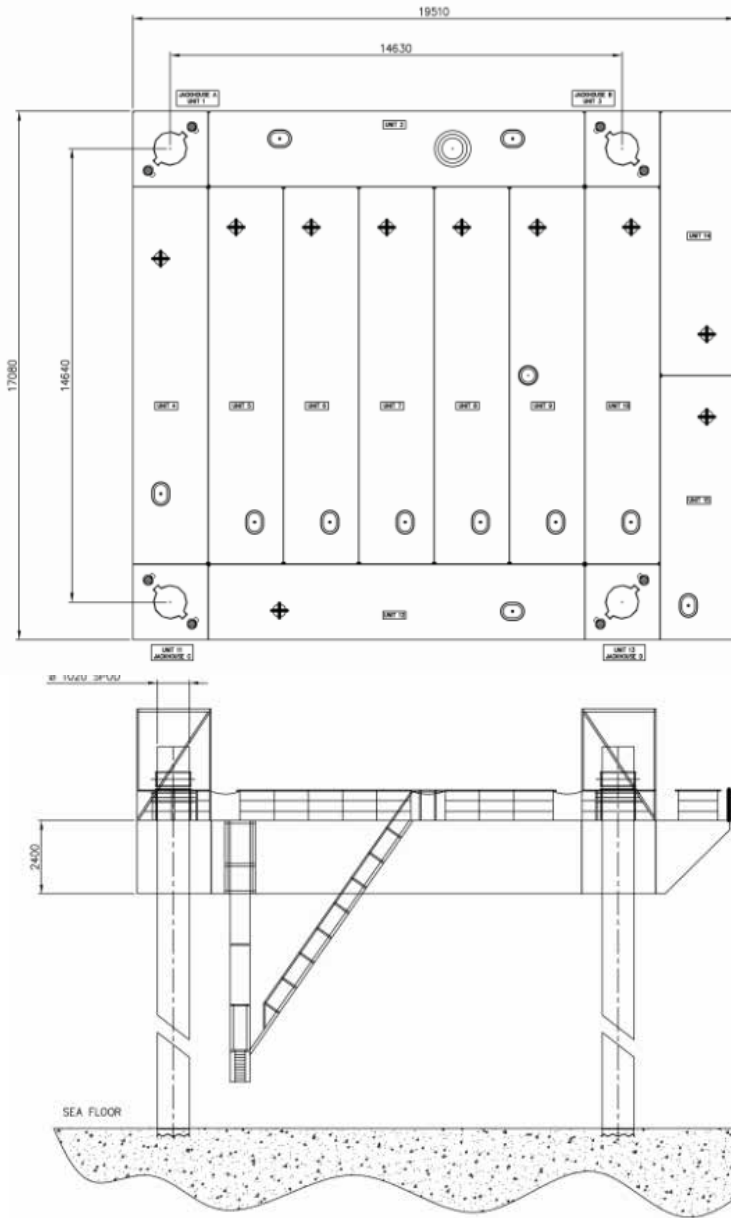 19510
14630
JACKHOUSE A
UNIT 1
JACKHOUSE B
UNIT 3
UNIT 2
UNIT 14
17080
14640
UNIT 4
UNIT 5
UNIT 6
UNIT 7
UNIT 8
UNIT 9
UNIT 10
UNIT 15
UNIT 12
UNIT 11
JACKHOUSE C
UNIT 13
JACKHOUSE D
Ø 1020 SPUD
2400
SEA FLOOR